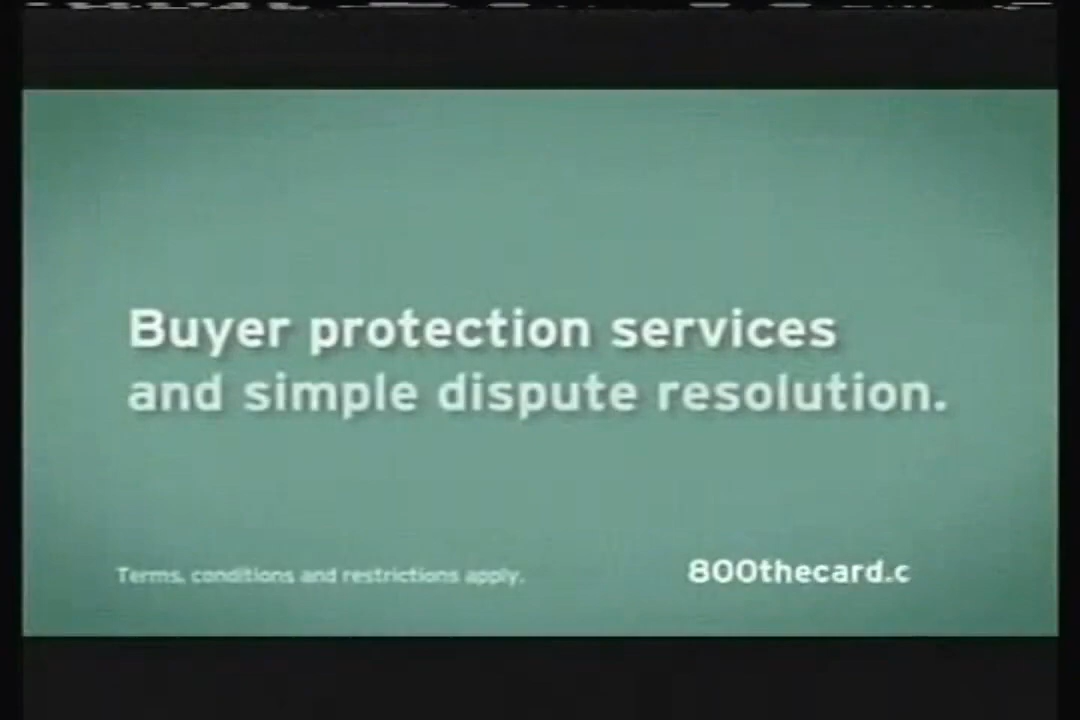 Buyer protection services
and simple dispute resolution.
Terms, conditions and restrictions apply.
800thecard.c